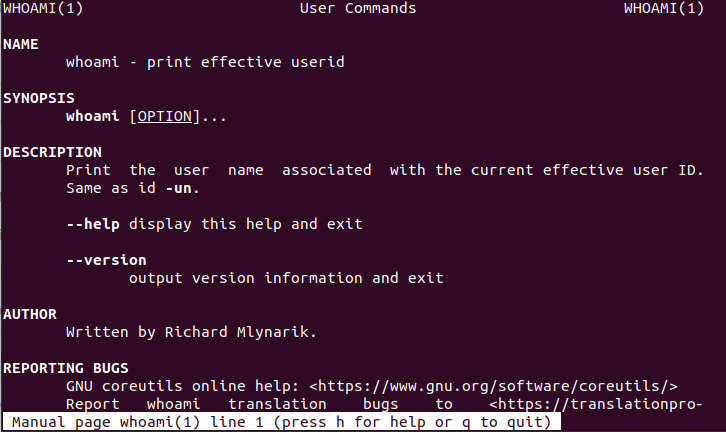 WHOAMI(1) User Commands WHOAMI(1)
NAME
whoami - print effective userid
SYNOPSIS
whoami [OPTION]...
DESCRIPTION
Print the user name associated with the current effective user ID.
Same as id -un.
--help display this help and exit
--version
output version information and exit
AUTHOR
Written by Richard Mlynarik.
REPORTING BUGS
GNU coreutils online help: <https://www.gnu.org/software/coreutils/>
Report whoami translation bugs to <https://translationpro-
Manual page whoami(1) line 1 (press h for help or q to quit)